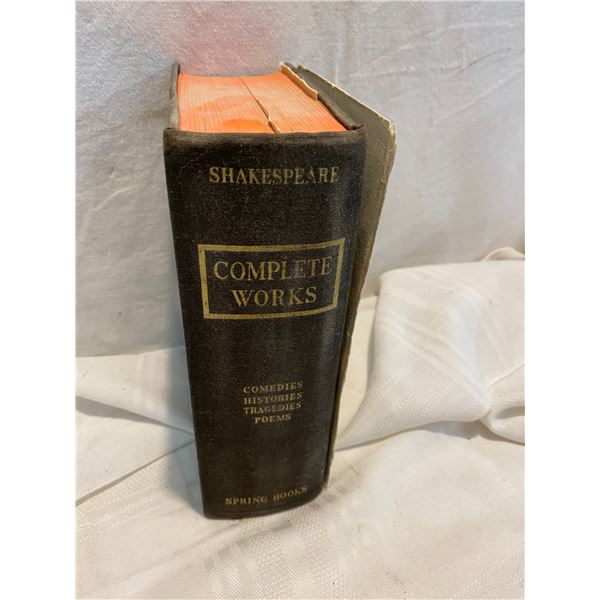 SHAKESPEARE
COMPLETE
WORKS
COMEDIES
HISTORIES
TRAGEDIES
POEMS
SPRING BOOKS